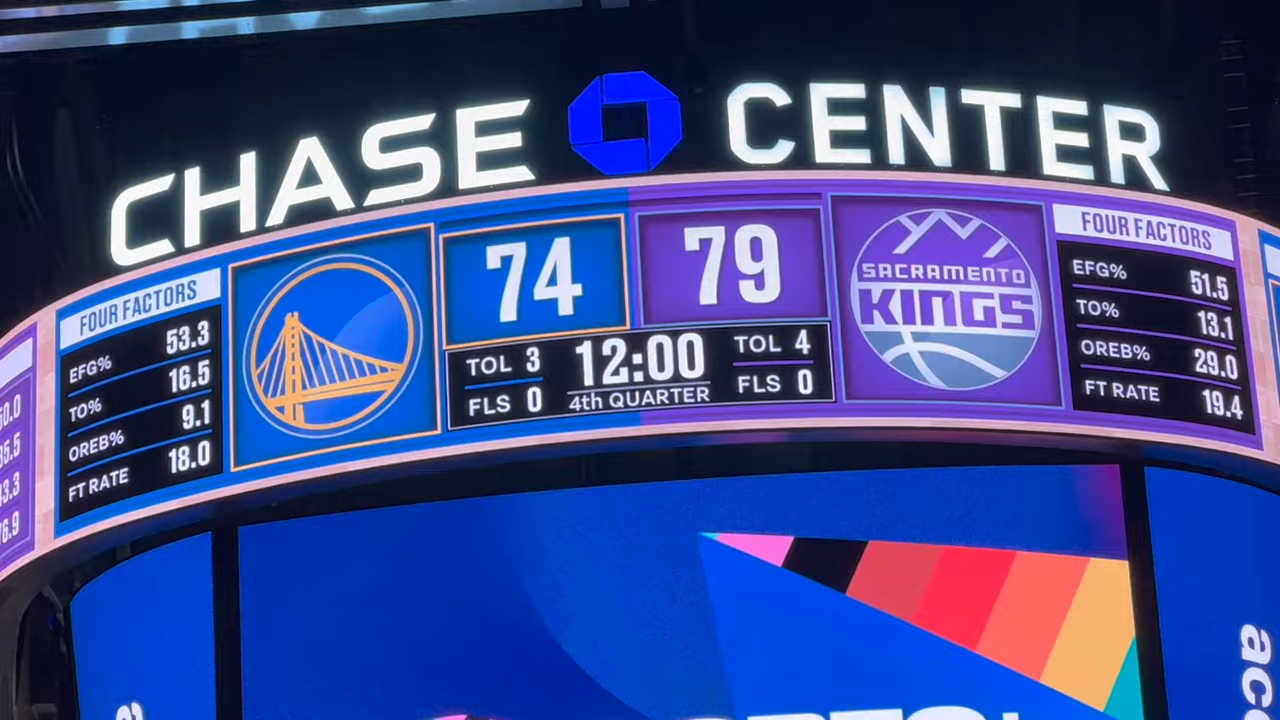 CHASE CENTER
FOUR FACTORS
EFG% 53.3
TO% 16.5
OREB% 9.1
FT RATE 18.0
74
79
TOL 3
FLS 0
12:00
4th QUARTER
TOL 4
FLS 0
SACRAMENTO
KINGS
FOUR FACTORS
EFG% 51.5
TO% 13.1
OREB% 29.0
FT RATE 19.4